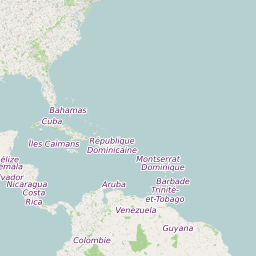 Bahamas
Cuba
Îles Caïmans
République
Dominicaine
Montserrat
Dominique
élize
emala
vador
Nicaragua
Costa
Rica
Aruba
Barbade
Trinité-
et-Tobago
Venezuela
Guyana
Colombie